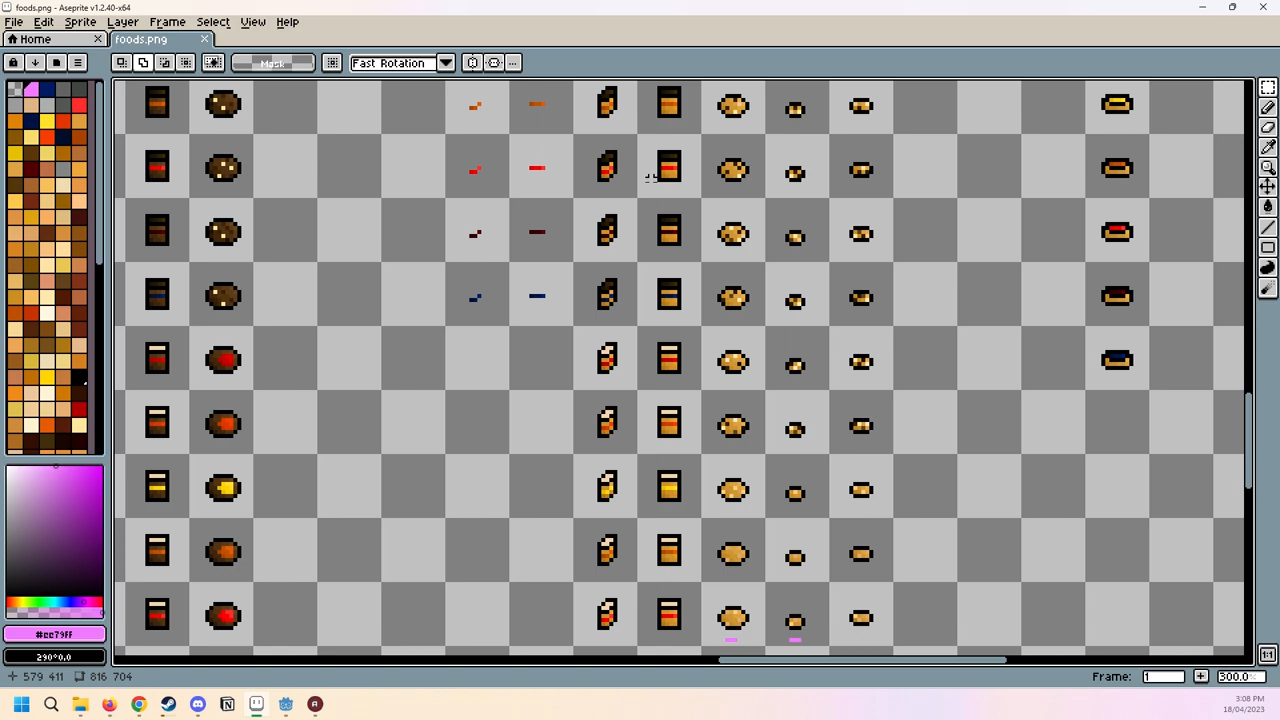 foods.png - Aseprite v1.2.40-x64
File Edit Sprite Layer Frame Select View Help
Home foods.png
Mask Fast Rotation
#ee79ff
290°0.0
579 411 816 704 Frame: 1 300.0
1:1
3:08 PM
18/04/2023